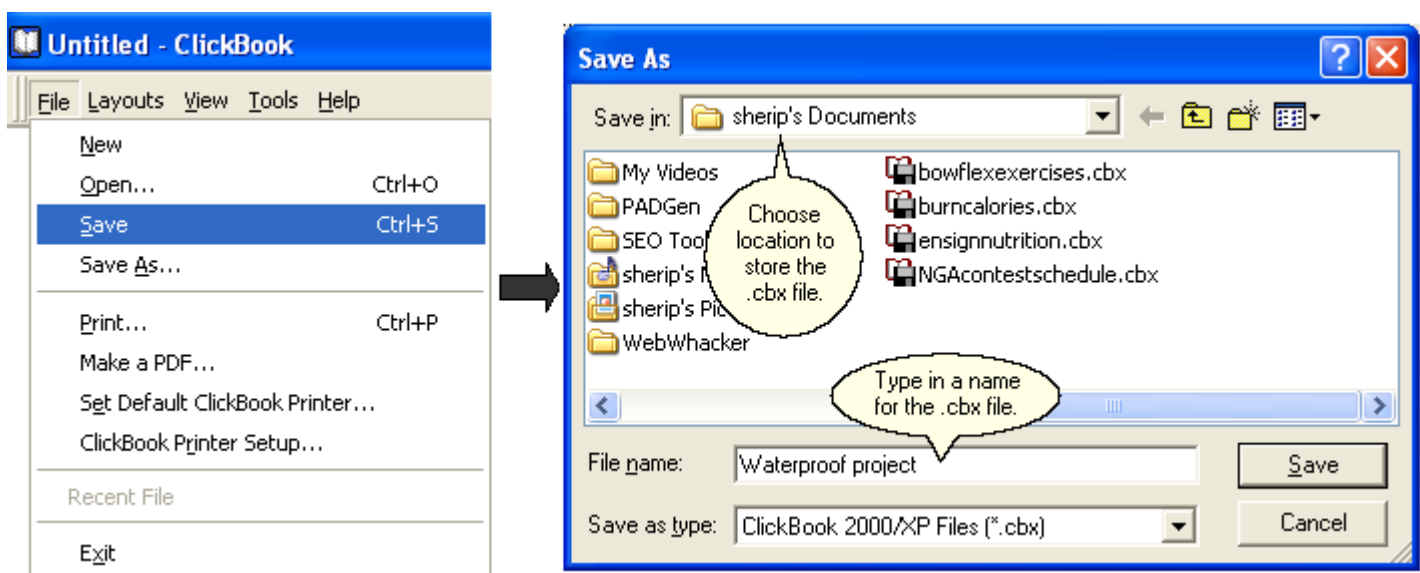 Untitled - ClickBook
File Layouts View Tools Help
New
Open... Ctrl+O
Save Ctrl+S
Save As...
Print... Ctrl+P
Make a PDF...
Set Default ClickBook Printer...
ClickBook Printer Setup...
Recent File
Exit
Save As
Save in: sherip's Documents
My Videos
PADGen
SEO Too
sherip's
sherip's Pic
WebWhacker
bowflexexercises.cbx
burncalories.cbx
ensignnutrition.cbx
NGAcontestschedule.cbx
Choose
location to
store the
.cbx file.
Type in a name
for the .cbx file.
File name: Waterproof project
Save
Save as type: ClickBook 2000/XP Files (*.cbx)
Cancel